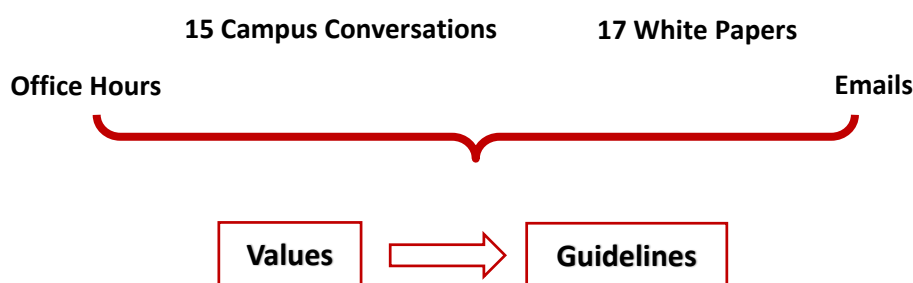 15 Campus Conversations 17 White Papers
Office Hours Emails
Values Guidelines